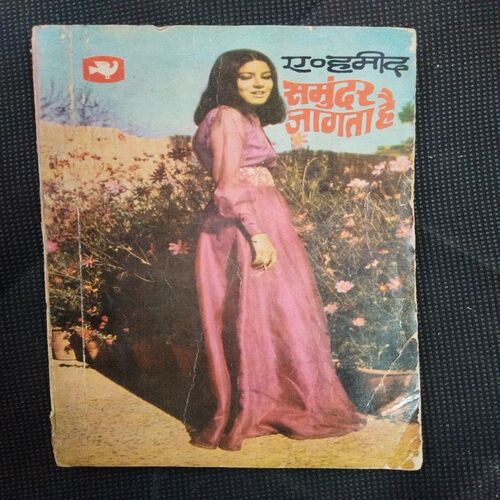 ए॰हमीद
समुंदर
जागता है